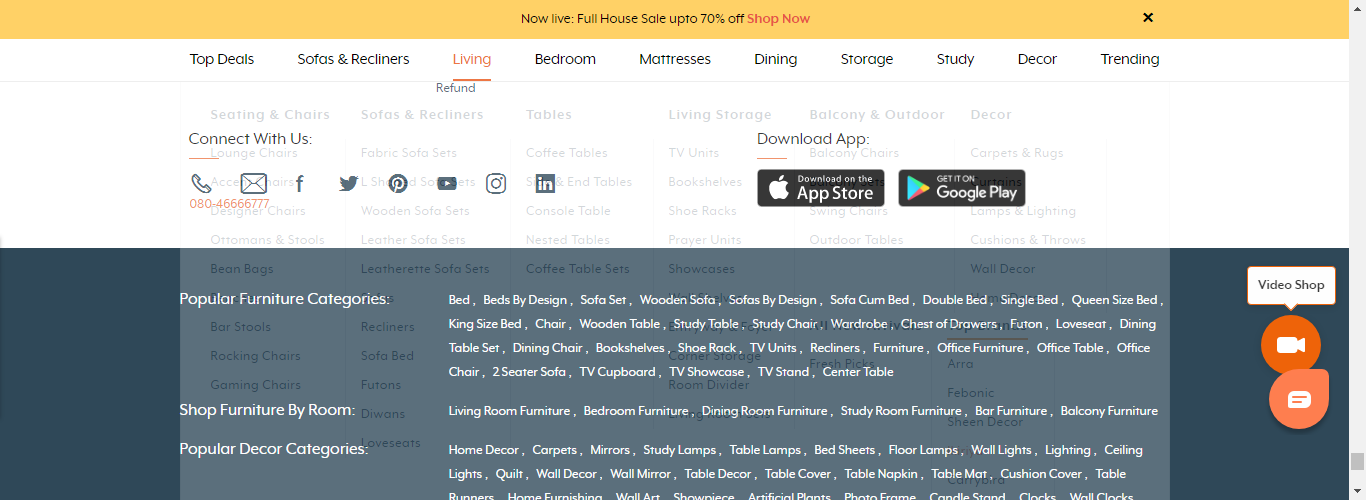 Now live: Full House Sale upto 70% off Shop Now ✕
Top Deals Sofas & Recliners Living Bedroom Mattresses Dining Storage Study Decor Trending
Refund
Seating & Chairs Sofas & Recliners Tables Living Storage Balcony & Outdoor Decor
Connect With Us: Download App:
Lounge Chairs Fabric Sofa Sets Coffee Tables TV Units Balcony Chairs Carpets & Rugs
Download on the App Store
GET IT ON Google Play
Bookshelves Curtains
080-46666777
Designer Chairs Wooden Sofa Sets Console Table Shoe Racks Swing Chairs Lamps & Lighting
Ottomans & Stools Leather Sofa Sets Nested Tables Prayer Units Outdoor Tables Cushions & Throws
Bean Bags Leatherette Sofa Sets Coffee Table Sets Showcases Wall Decor
Popular Furniture Categories: Bed , Beds By Design , Sofa Set , Wooden Sofa , Sofas By Design , Sofa Cum Bed , Double Bed , Single Bed , Queen Size Bed ,
King Size Bed , Chair , Wooden Table , Study Table , Study Chair , Wardrobe , Chest of Drawers , Futon , Loveseat , Dining
Bar Stools Recliners
Table Set , Dining Chair , Bookshelves , Shoe Rack , TV Units , Recliners , Furniture , Office Furniture , Office Table , Office
Rocking Chairs Sofa Bed Corner Storage
Fresh Picks Arra
Chair , 2 Seater Sofa , TV Cupboard , TV Showcase , TV Stand , Center Table
Gaming Chairs Futons Room Divider Febonic
Shop Furniture By Room: Living Room Furniture , Bedroom Furniture , Dining Room Furniture , Study Room Furniture , Bar Furniture , Balcony Furniture
Diwans Sheen Decor
Loveseats
Popular Decor Categories: Home Decor , Carpets , Mirrors , Study Lamps , Table Lamps , Bed Sheets , Floor Lamps , Wall Lights , Lighting , Ceiling
Lights , Quilt , Wall Decor , Wall Mirror , Table Decor , Table Cover , Table Napkin , Table Mat , Cushion Cover , Table
Carrybird
Runners , Home Furnishing , Wall Art , Showpiece , Artificial Plants , Photo Frame , Candle Stand , Clocks , Wall Clocks
Video Shop